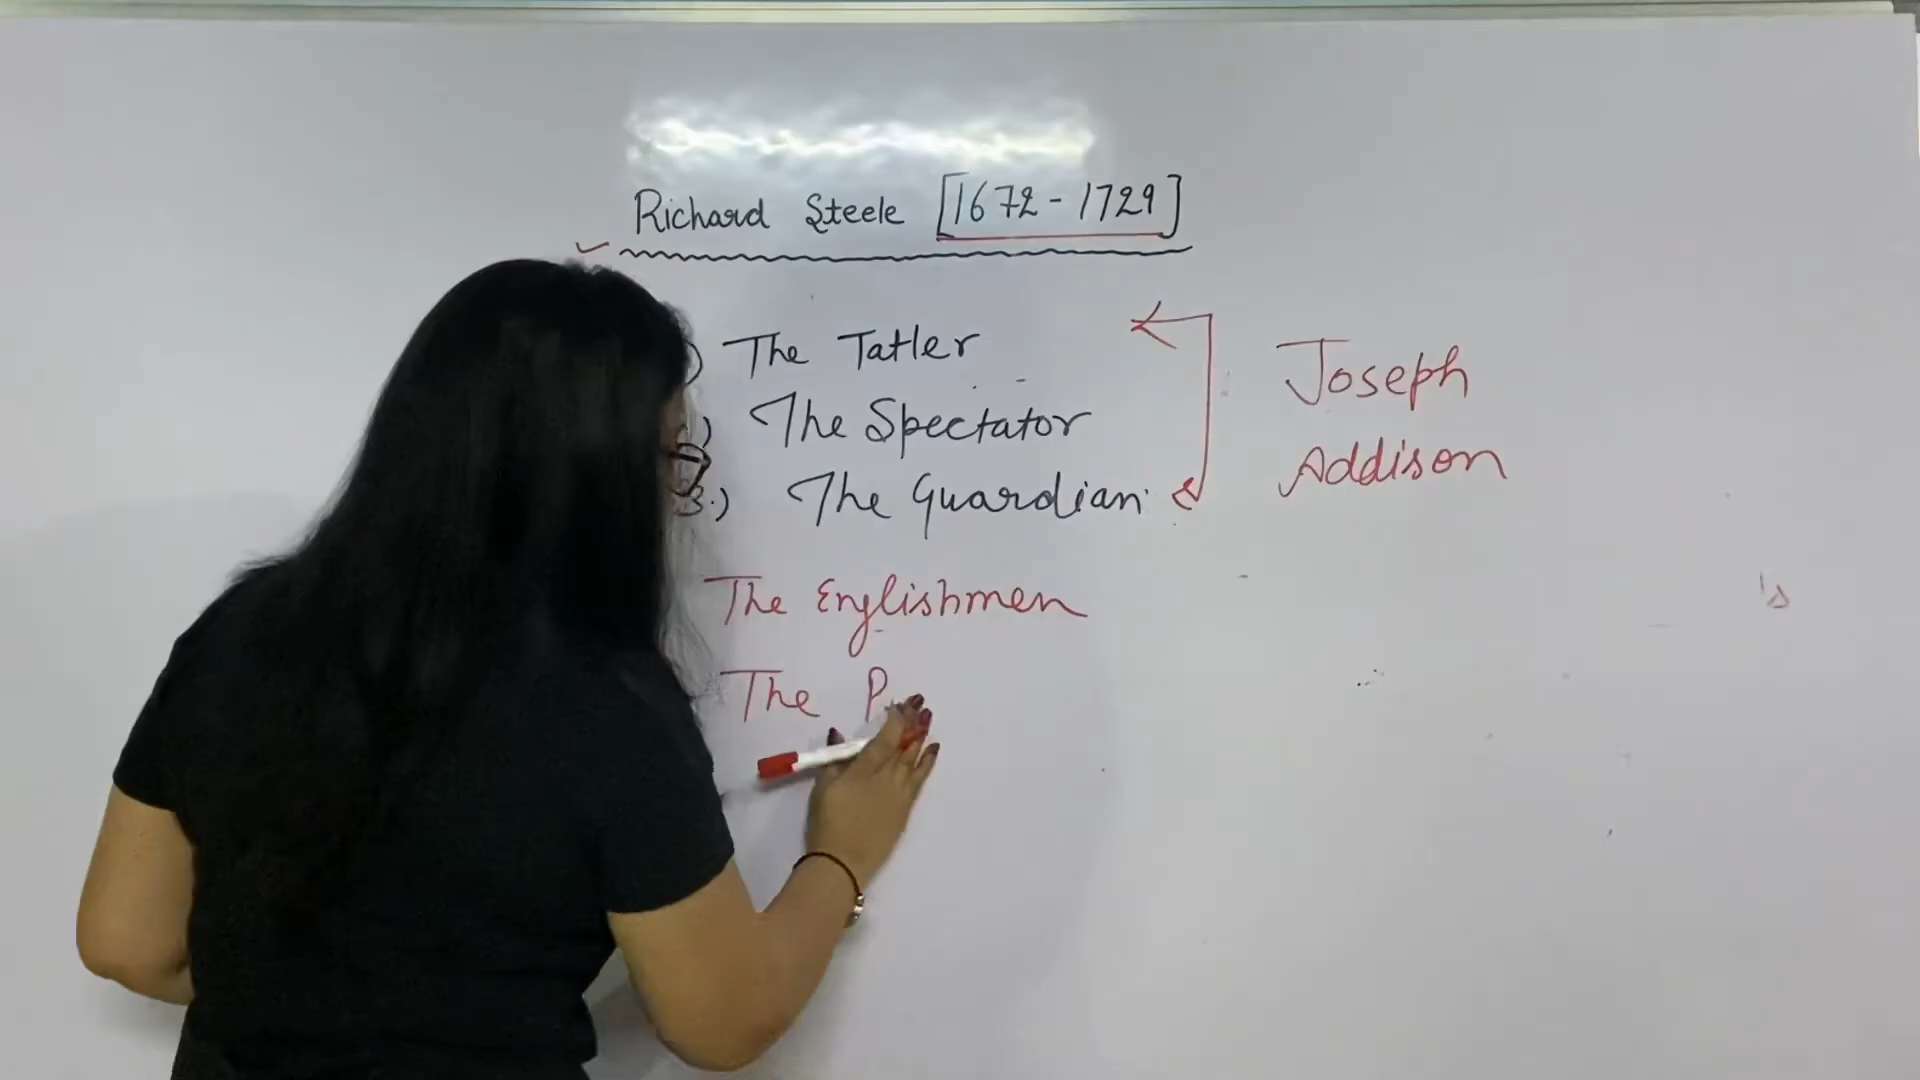 Richard Steele [1672-1729]
) The Tatler
) The Spectator
3.) The Guardian
Joseph
Addison
The Englishmen
The P
's